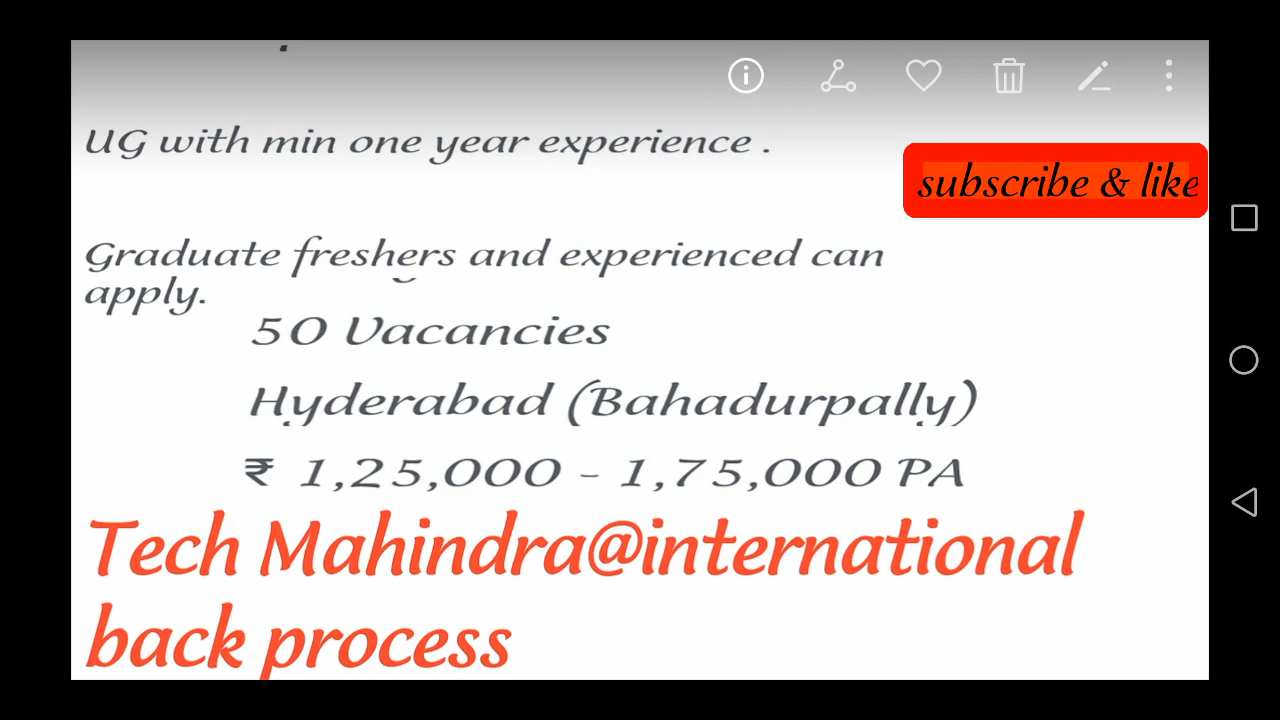 UG with min one year experience .
subscribe & like
Graduate freshers and experienced can
apply.
50 Vacancies
Hyderabad (Bahadurpally)
₹ 1,25,000 - 1,75,000 PA
Tech Mahindra@international
back process